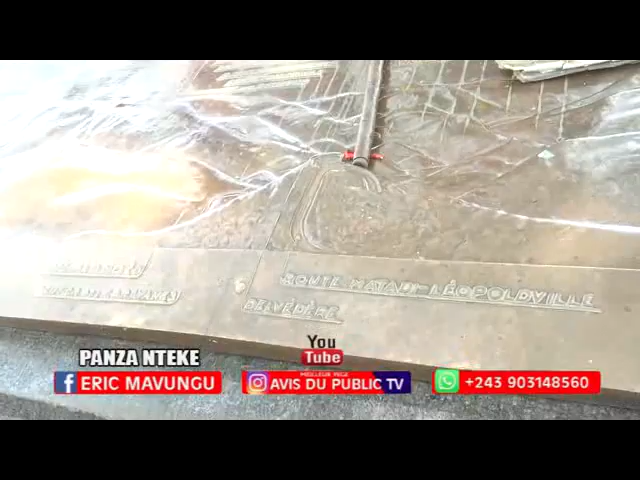 ROUTE MATADI-LÉOPOLDVILLE
BELVÉDÈRE
PANZA NTEKE
ERIC MAVUNGU
You
Tube
AVIS DU PUBLIC TV
+243 903148560